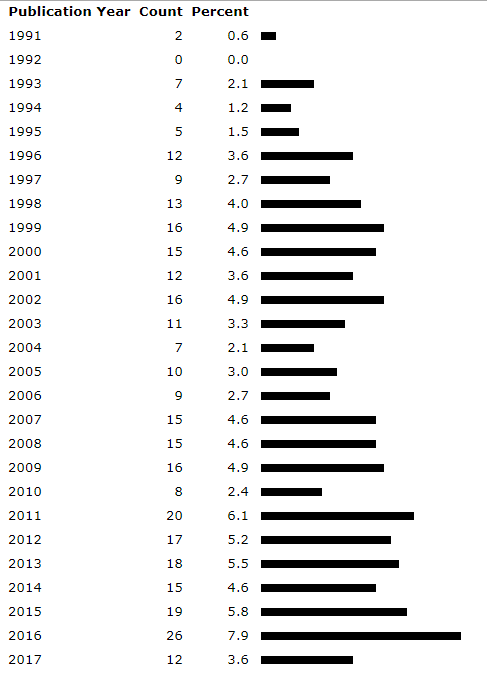 Publication Year Count Percent
1991 2 0.6
1992 0 0.0
1993 7 2.1
1994 4 1.2
1995 5 1.5
1996 12 3.6
1997 9 2.7
1998 13 4.0
1999 16 4.9
2000 15 4.6
2001 12 3.6
2002 16 4.9
2003 11 3.3
2004 7 2.1
2005 10 3.0
2006 9 2.7
2007 15 4.6
2008 15 4.6
2009 16 4.9
2010 8 2.4
2011 20 6.1
2012 17 5.2
2013 18 5.5
2014 15 4.6
2015 19 5.8
2016 26 7.9
2017 12 3.6